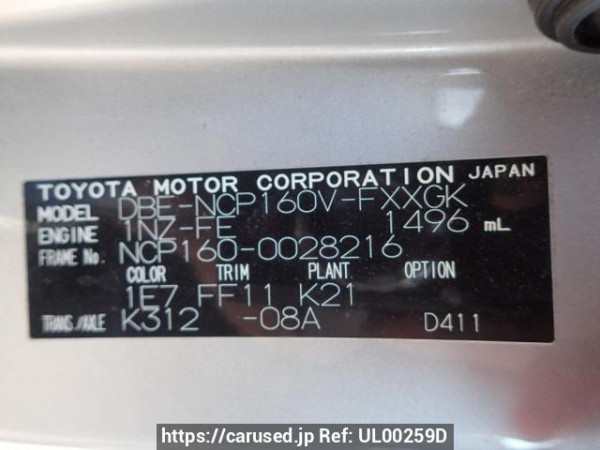 TOYOTA MOTOR CORPORATION JAPAN
MODEL DBE-NCP160V-FXXGK
ENGINE 1NZ-FE 1496 mL
FRAME No. NCP160-0028216
COLOR TRIM PLANT OPTION
1E7 FF11 K21
TRANS./AXLE K312 -08A D411
https://carused.jp Ref: UL00259D